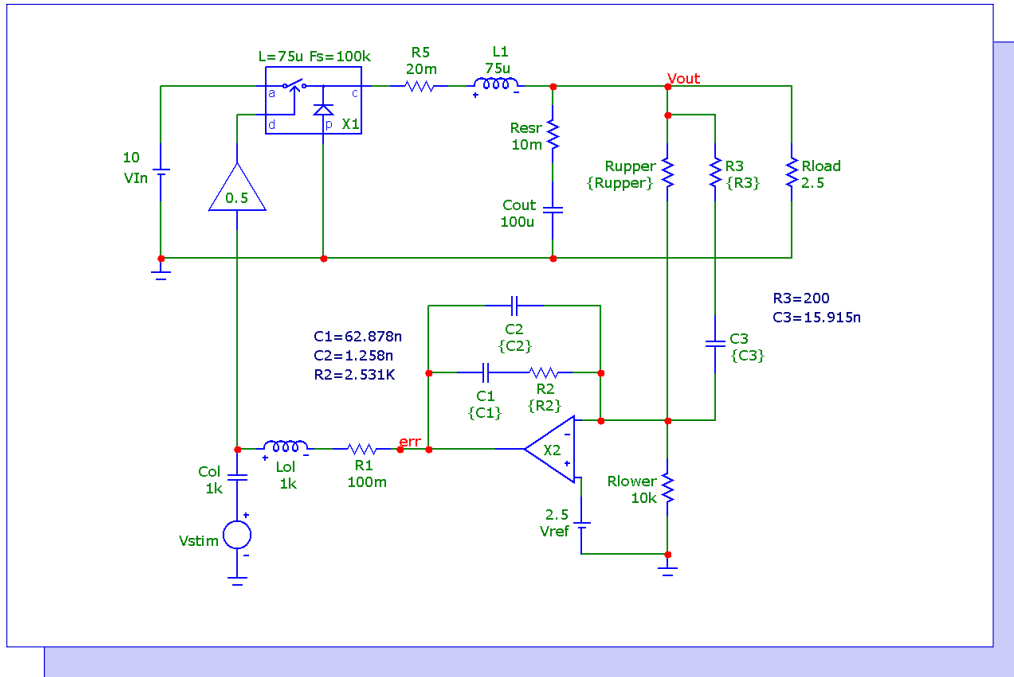 L=75u Fs=100k
R5
20m
L1
75u
Vout
a
c
d
p
X1
10
VIn
0.5
Resr
10m
Cout
100u
Rupper
{Rupper}
R3
{R3}
Rload
2.5
R3=200
C3=15.915n
C1=62.878n
C2=1.258n
R2=2.531K
C2
{C2}
C1
{C1}
R2
{R2}
C3
{C3}
err
X2
Col
1k
Lol
1k
R1
100m
Rlower
10k
2.5
Vref
Vstim